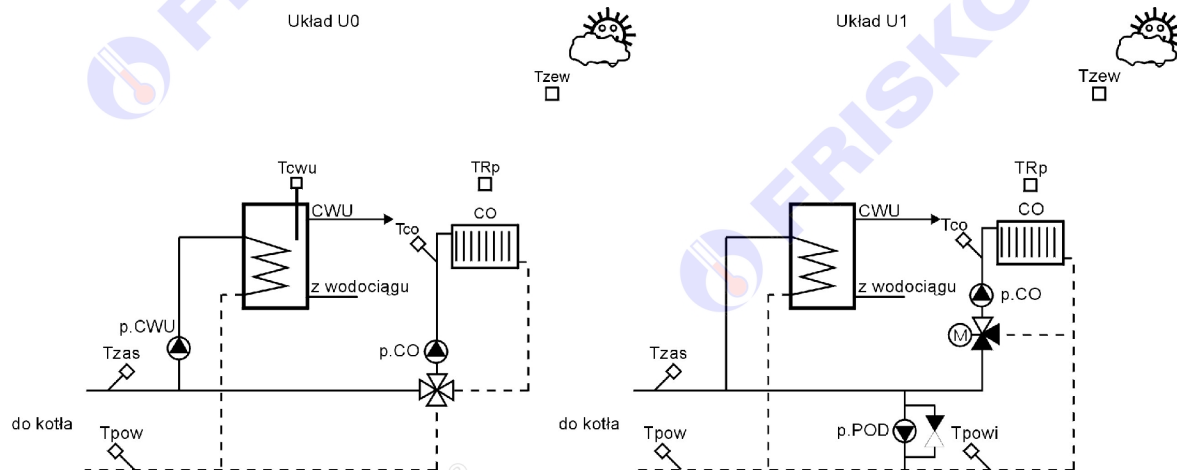 Układ U0
Tzew
Tcwu
TRp
CWU
Tco
z wodociągu
p.CWU
Tzas
p.CO
do kotła
Tpow
Układ U1
Tzew
TRp
CO
CWU
Tco
z wodociągu
p.CO
M
Tzas
do kotła
Tpow
p.POD
Tpowi
CO
FRISKO